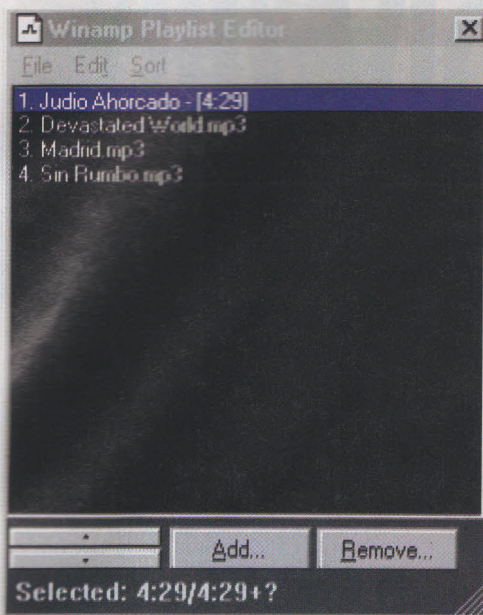 Winamp Playlist Editor
File Edit Sort
1. Judio Ahorcado - [4:29]
2. Devastated World.mp3
3. Madrid.mp3
4. Sin Rumbo.mp3
Add... Remove...
Selected: 4:29/4:29+?